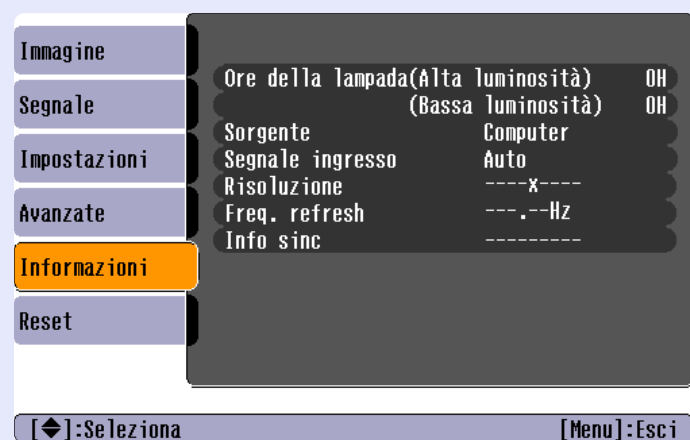 Immagine
Segnale
Impostazioni
Avanzate
Informazioni
Reset
Ore della lampada(Alta luminosità) 0H
(Bassa luminosità) 0H
Sorgente Computer
Segnale ingresso Auto
Risoluzione ----x----
Freq. refresh ---.--Hz
Info sinc ---------
[◆]:Seleziona [Menu]:Esci